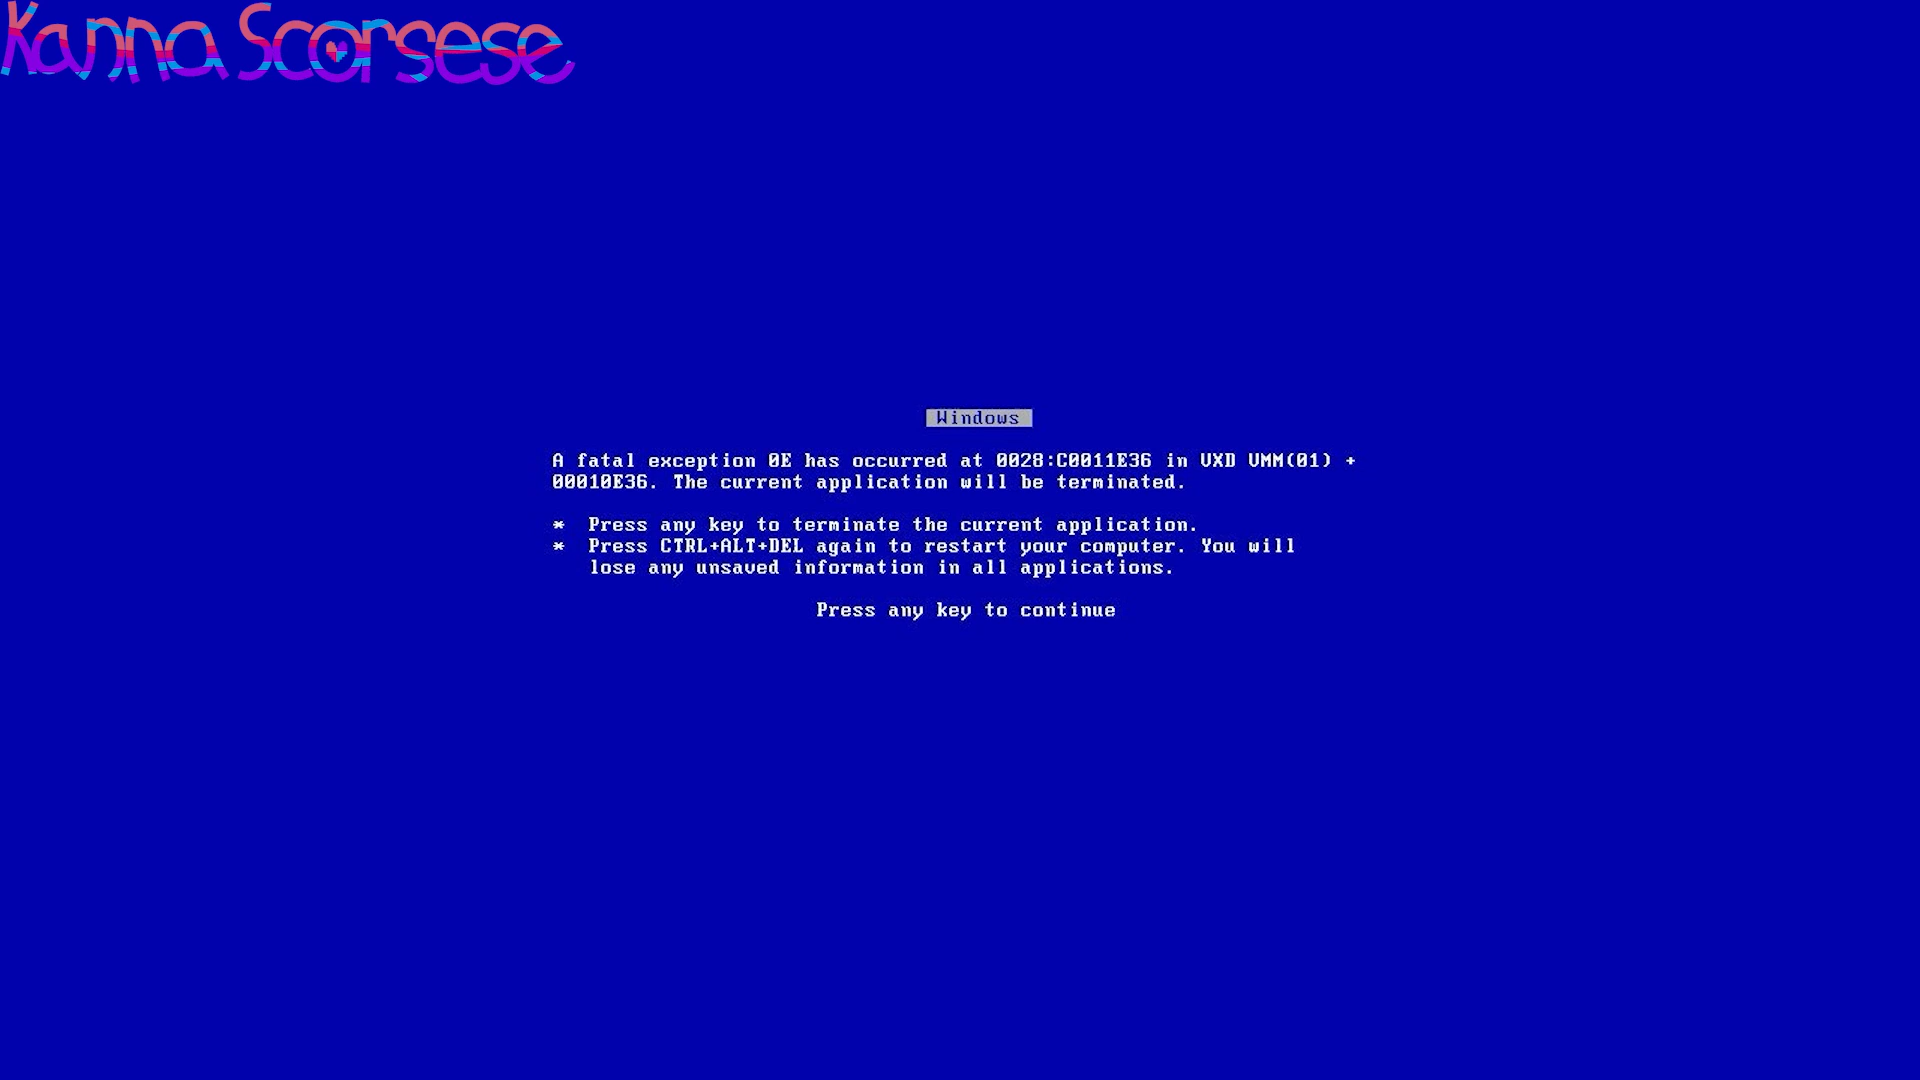 Kanna Scorsese
Windows
A fatal exception 0E has occurred at 0028:C0011E36 in VXD VMM(01) +
00010E36. The current application will be terminated.
* Press any key to terminate the current application.
* Press CTRL+ALT+DEL again to restart your computer. You will
lose any unsaved information in all applications.
Press any key to continue